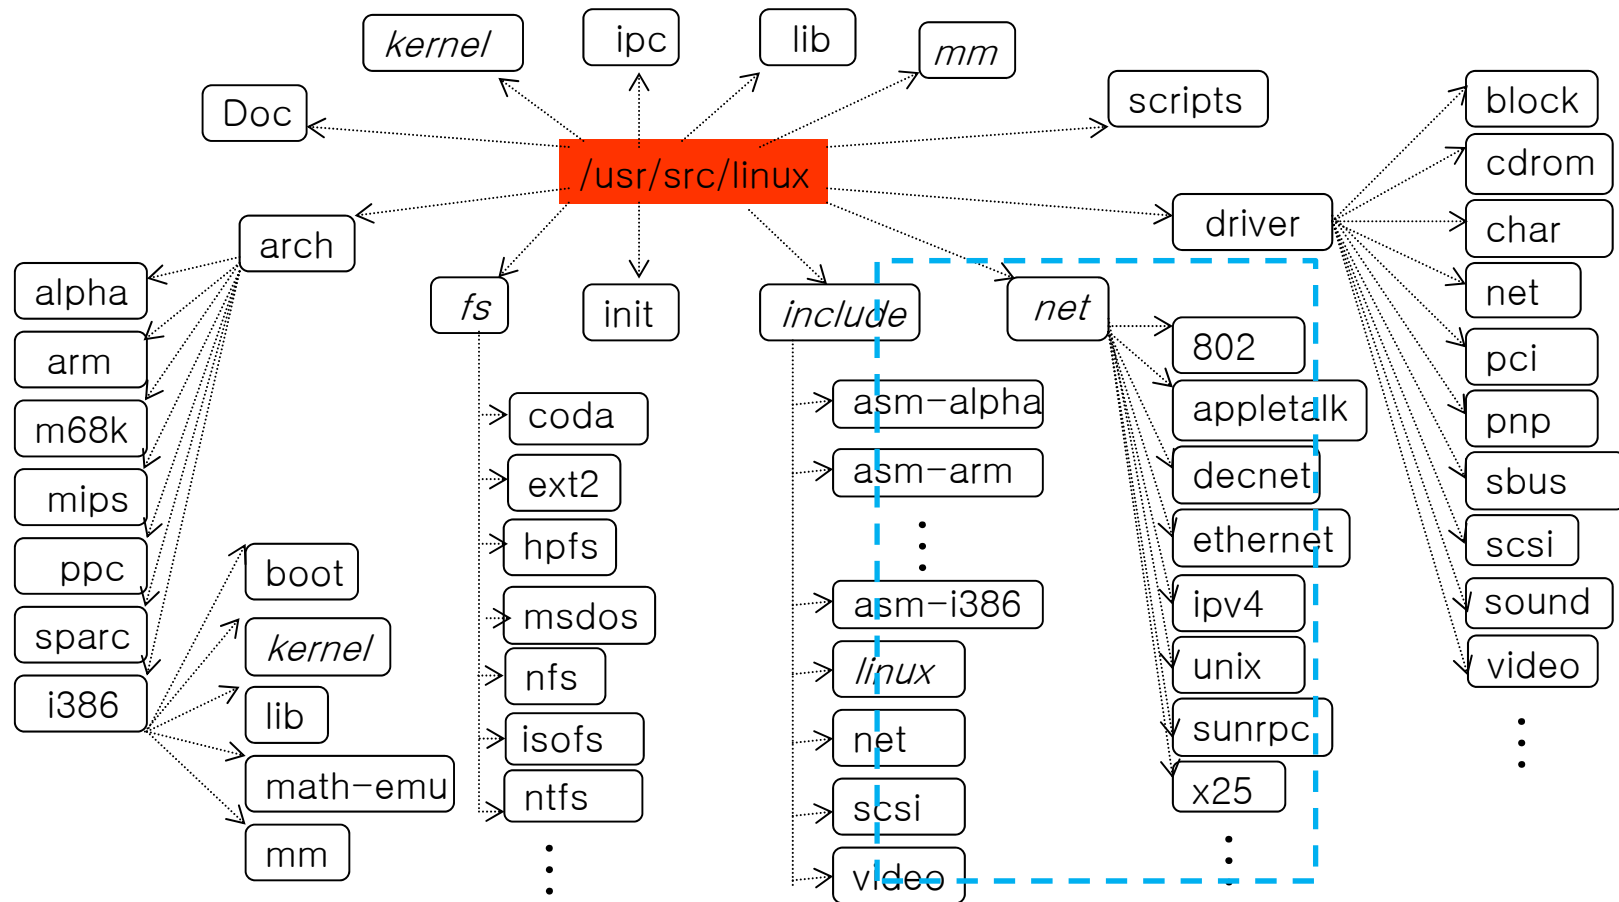 kernel
ipc
lib
mm
Doc
scripts
/usr/src/linux
arch
fs
init
include
net
driver
alpha
arm
m68k
mips
ppc
sparc
i386
boot
kernel
lib
math-emu
mm
coda
ext2
hpfs
msdos
nfs
isofs
ntfs
asm-alpha
asm-arm
asm-i386
linux
net
scsi
video
802
appletalk
decnet
ethernet
ipv4
unix
sunrpc
x25
block
cdrom
char
net
pci
pnp
sbus
scsi
sound
video